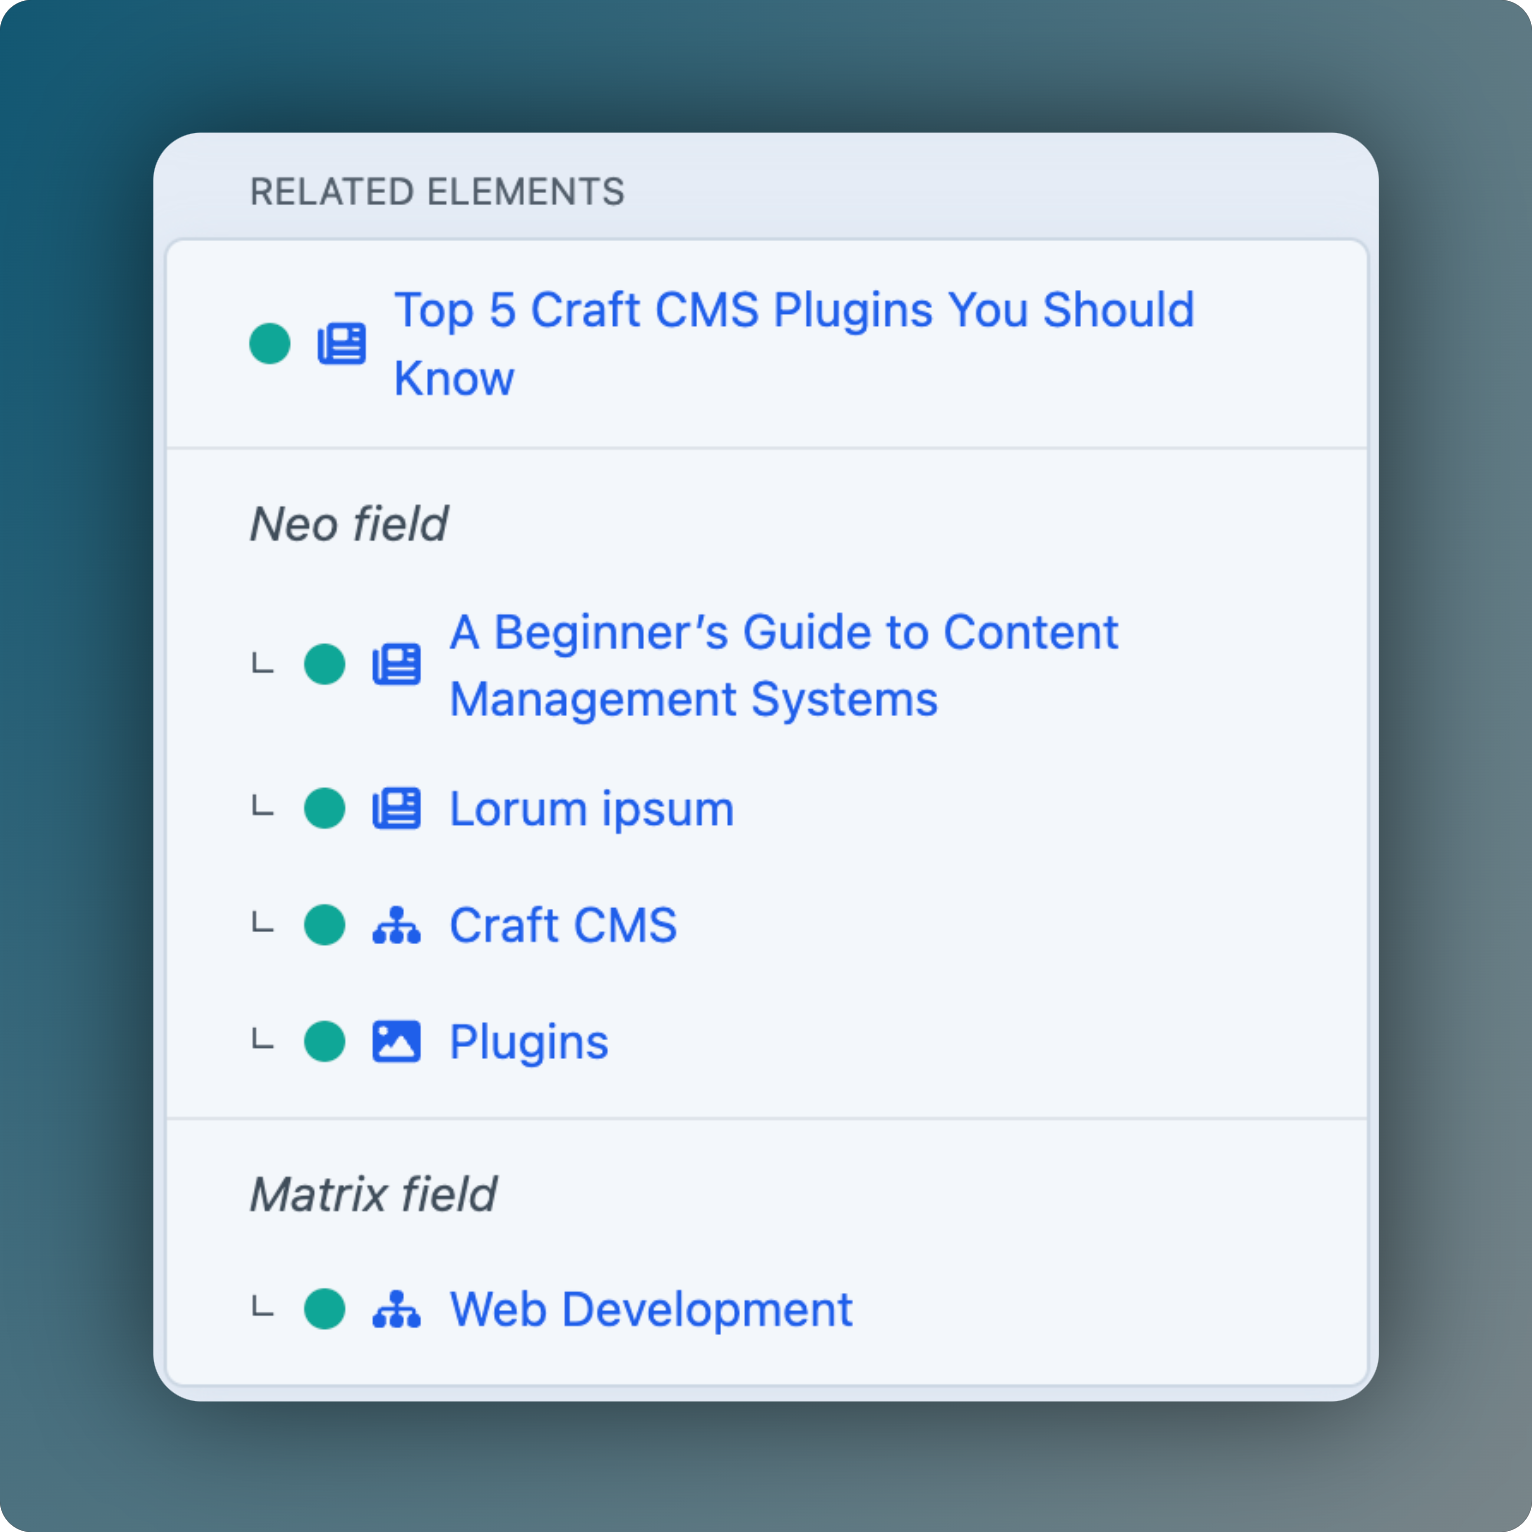 RELATED ELEMENTS
Top 5 Craft CMS Plugins You Should
Know
Neo field
A Beginner’s Guide to Content
Management Systems
Lorum ipsum
Craft CMS
Plugins
Matrix field
Web Development